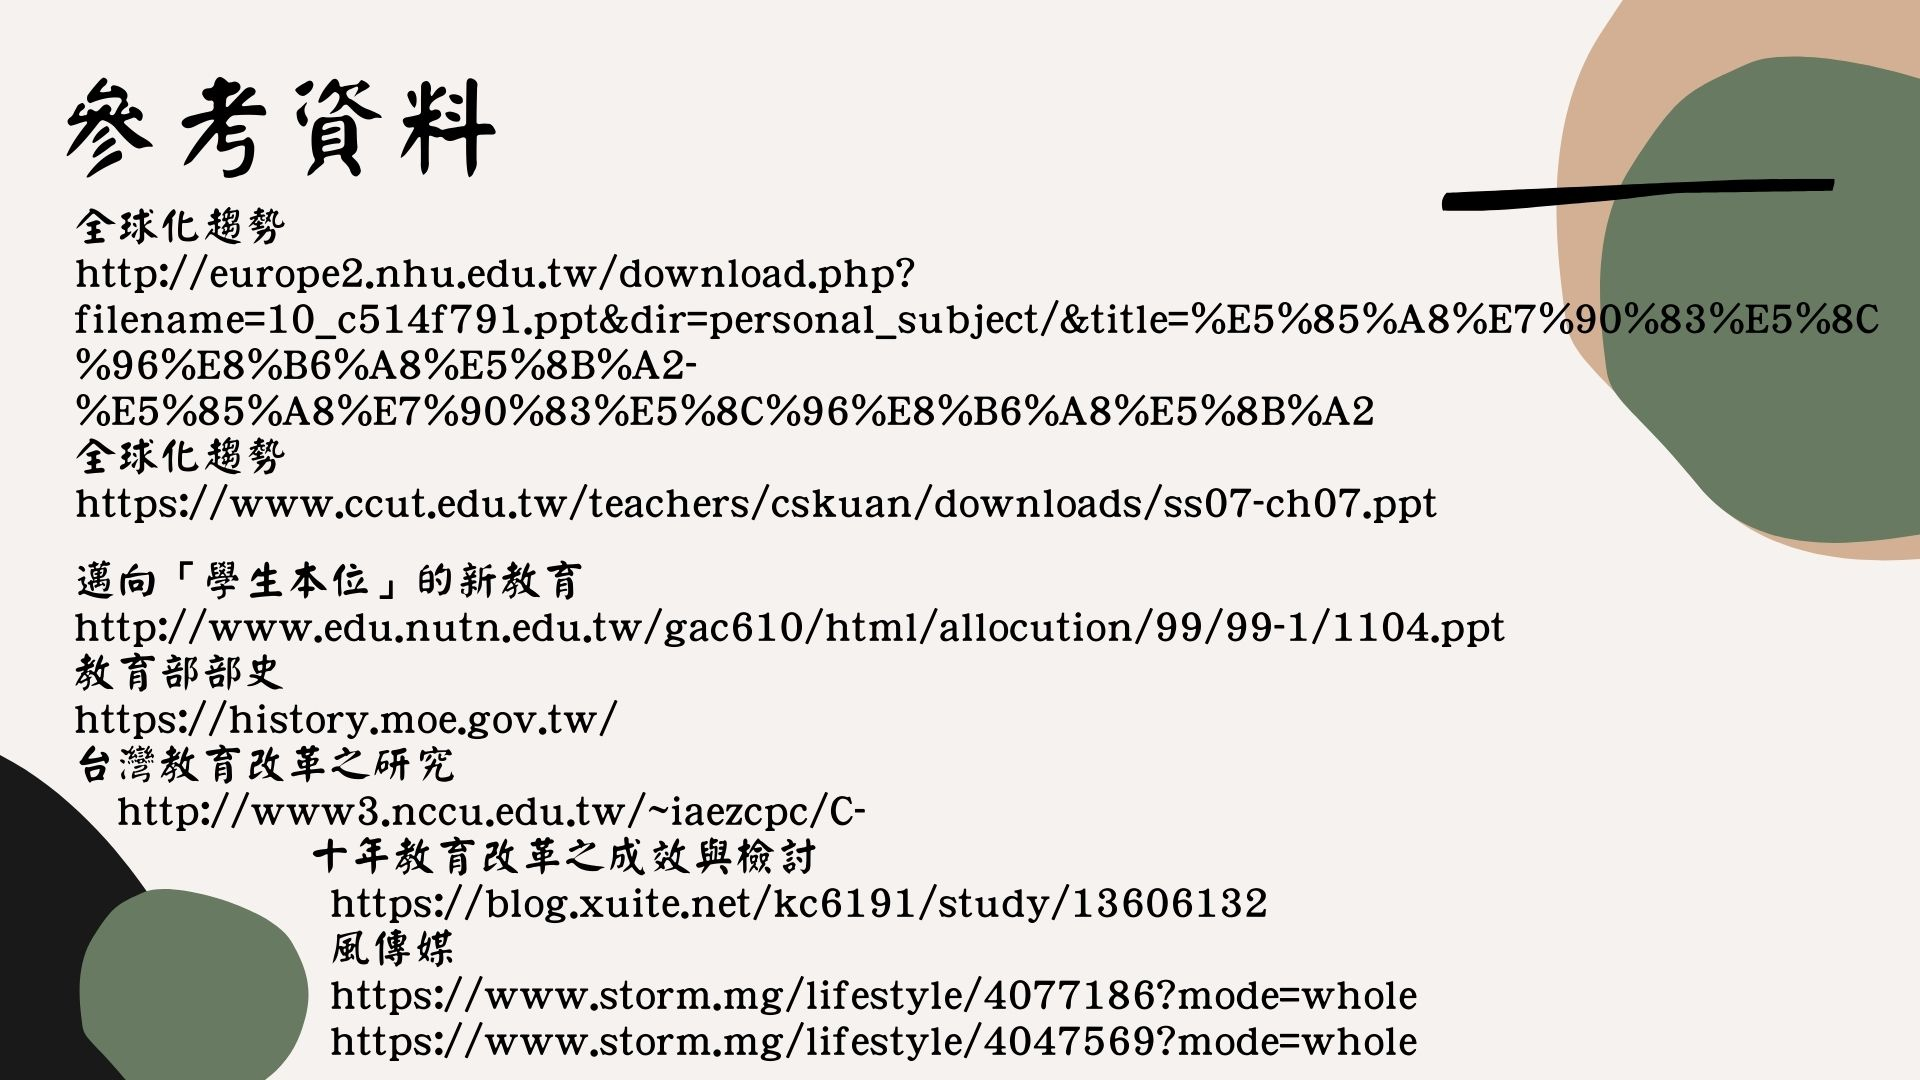 參考資料
全球化趨勢
http://europe2.nhu.edu.tw/download.php?
filename=10_c514f791.ppt&dir=personal_subject/&title=%E5%85%A8%E7%90%83%E5%8C
%96%E8%B6%A8%E5%8B%A2-
%E5%85%A8%E7%90%83%E5%8C%96%E8%B6%A8%E5%8B%A2
全球化趨勢
https://www.ccut.edu.tw/teachers/cskuan/downloads/ss07-ch07.ppt
邁向「學生本位」的新教育
http://www.edu.nutn.edu.tw/gac610/html/allocution/99/99-1/1104.ppt
教育部部史
https://history.moe.gov.tw/
台灣教育改革之研究
http://www3.nccu.edu.tw/~iaezcpc/C-
十年教育改革之成效與檢討
https://blog.xuite.net/kc6191/study/13606132
風傳媒
https://www.storm.mg/lifestyle/4077186?mode=whole
https://www.storm.mg/lifestyle/4047569?mode=whole